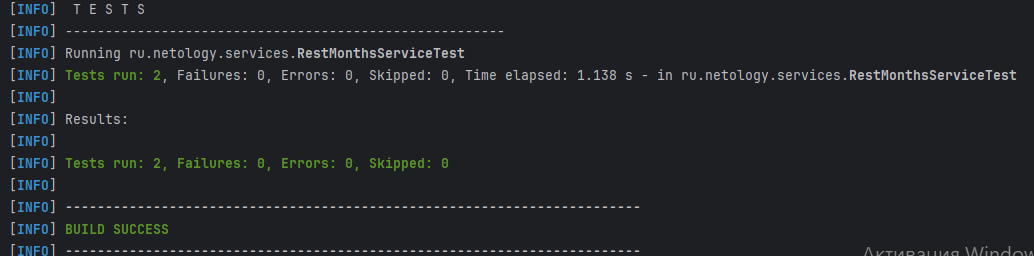 [INFO]  T E S T S
[INFO] -------------------------------------------------------
[INFO] Running ru.netology.services.RestMonthsServiceTest
[INFO] Tests run: 2, Failures: 0, Errors: 0, Skipped: 0, Time elapsed: 1.138 s - in ru.netology.services.RestMonthsServiceTest
[INFO]
[INFO] Results:
[INFO]
[INFO] Tests run: 2, Failures: 0, Errors: 0, Skipped: 0
[INFO]
[INFO] ------------------------------------------------------------------------
[INFO] BUILD SUCCESS
[INFO] ------------------------------------------------------------------------
Активация Window